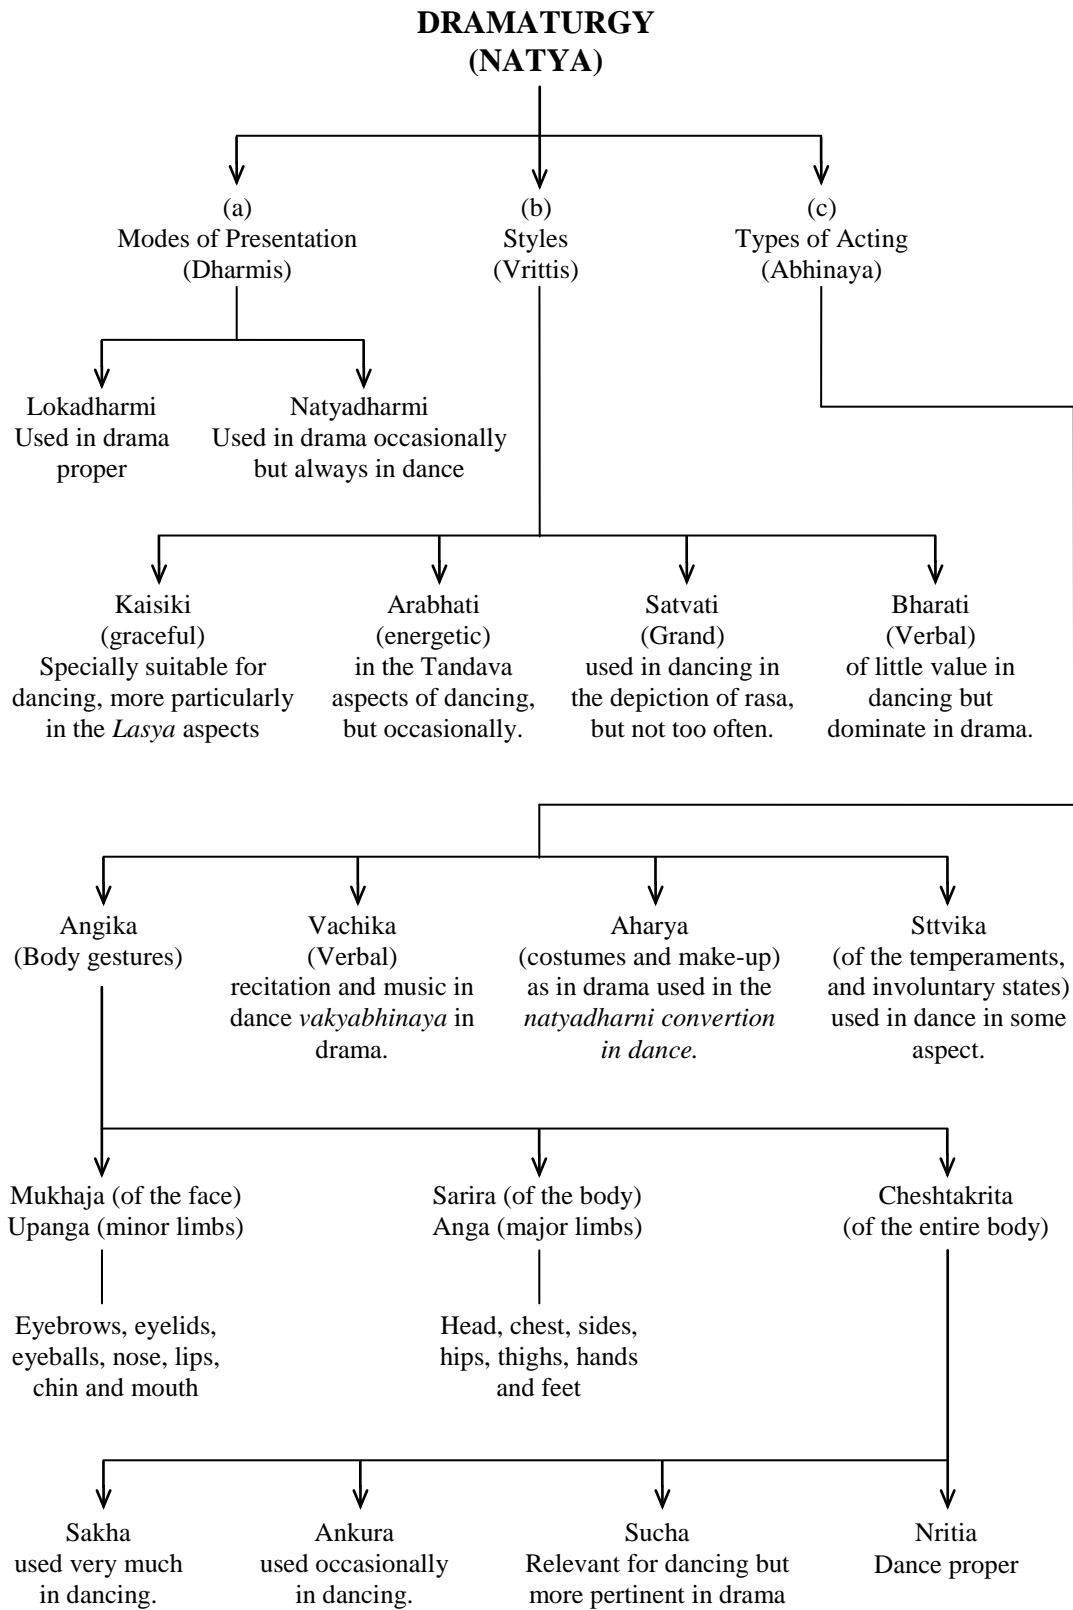 DRAMATURGY
(NATYA)
(a)
Modes of Presentation
(Dharmis)
(b)
Styles
(Vrittis)
(c)
Types of Acting
(Abhinaya)
Lokadharmi
Used in drama
proper
Natyadharmi
Used in drama occasionally
but always in dance
Kaisiki
(graceful)
Specially suitable for
dancing, more particularly
in the Lasya aspects
Arabhati
(energetic)
in the Tandava
aspects of dancing,
but occasionally.
Satvati
(Grand)
used in dancing in
the depiction of rasa,
but not too often.
Bharati
(Verbal)
of little value in
dancing but
dominate in drama.
Angika
(Body gestures)
Vachika
(Verbal)
recitation and music in
dance vakyabhinaya in
drama.
Aharya
(costumes and make-up)
as in drama used in the
natyadharni convertion
in dance.
Sttvika
(of the temperaments,
and involuntary states)
used in dance in some
aspect.
Mukhaja (of the face)
Upanga (minor limbs)
Sarira (of the body)
Anga (major limbs)
Cheshtakrita
(of the entire body)
Eyebrows, eyelids,
eyeballs, nose, lips,
chin and mouth
Head, chest, sides,
hips, thighs, hands
and feet
Sakha
used very much
in dancing.
Ankura
used occasionally
in dancing.
Sucha
Relevant for dancing but
more pertinent in drama
Nritia
Dance proper